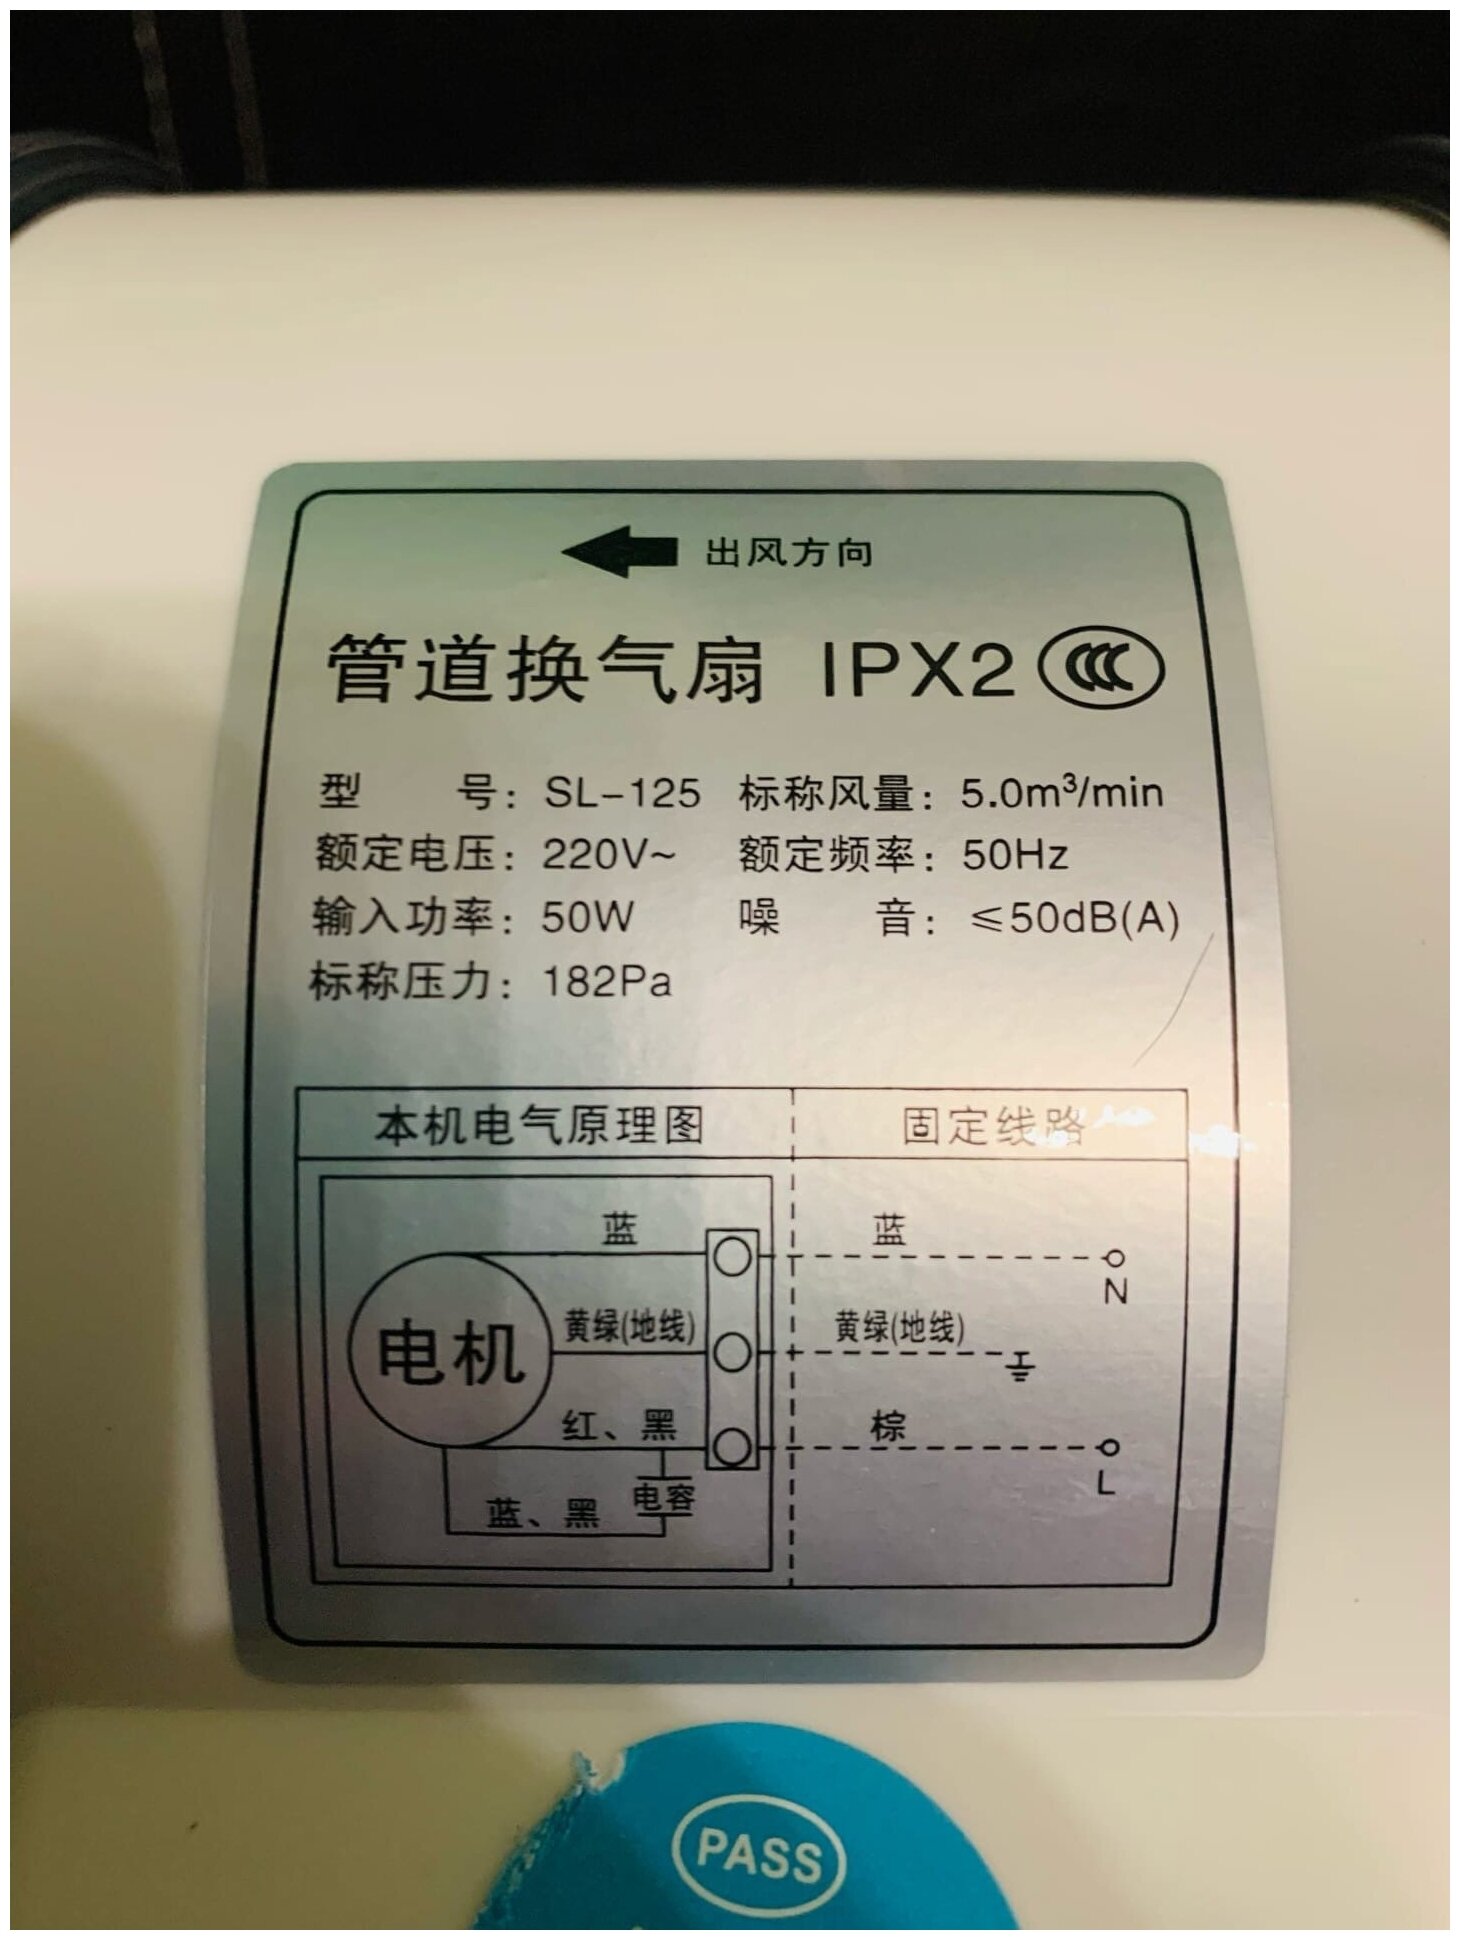 出风方向
管道换气扇 IPX2 CCC
型 号：SL-125 标称风量：5.0m³/min
额定电压：220V~ 额定频率：50Hz
输入功率：50W 噪 音：≤50dB(A)
标称压力：182Pa
本机电气原理图 固定线路
蓝 蓝
N
黄绿(地线) 黄绿(地线)
电机
红、黑 棕
L
电容
蓝、黑
PASS